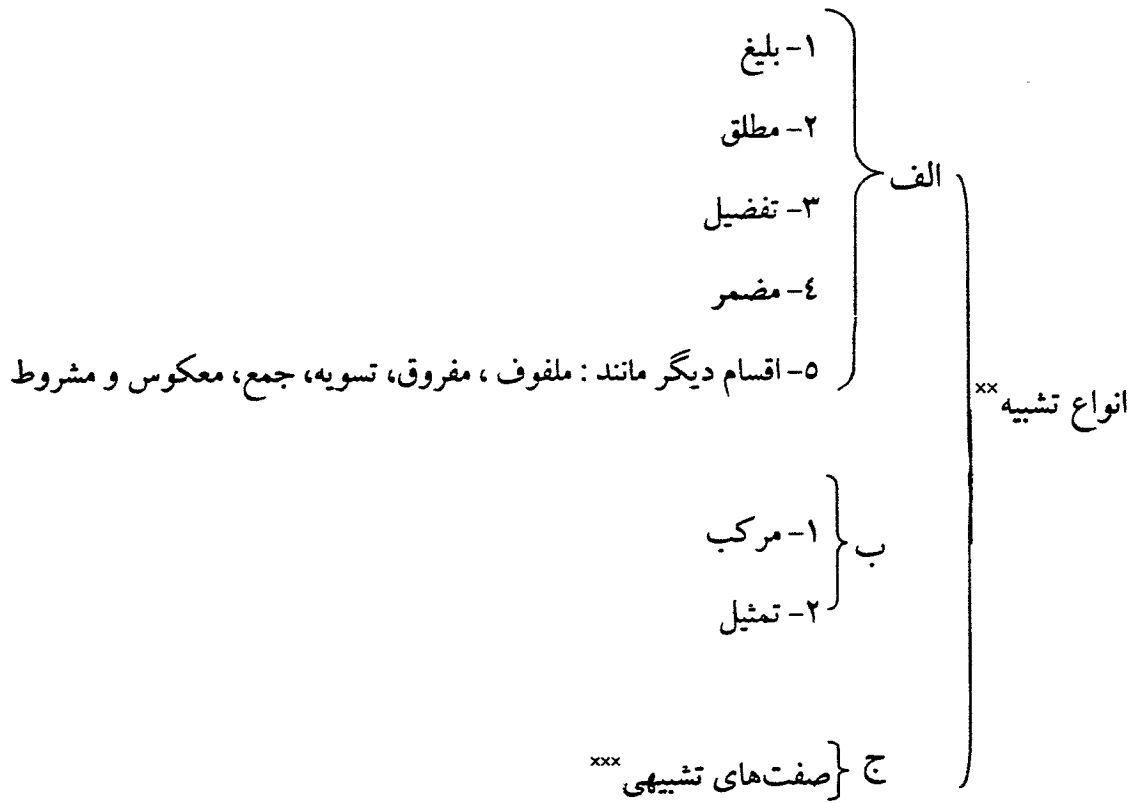 ۱- بلیغ
۲- مطلق
الف
۳- تفضیل
٤- مضمر
٥- اقسام دیگر مانند : ملفوف ، مفروق، تسویه، جمع، معکوس و مشروط
انواع تشبیه××
۱- مرکب
ب
۲- تمثیل
ج
صفت‌های تشبیهی×××